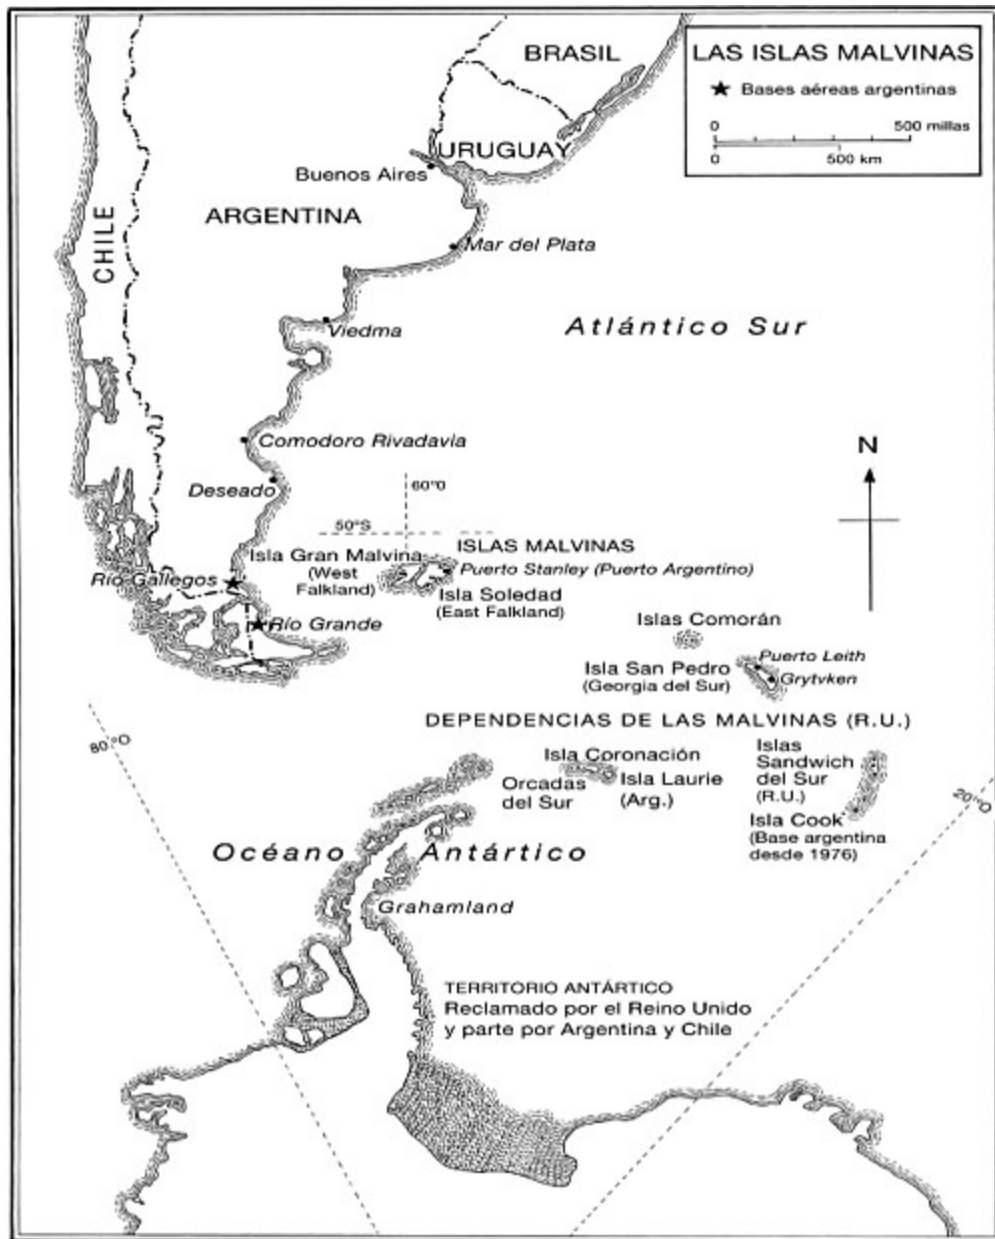 BRASIL
LAS ISLAS MALVINAS
★ Bases aéreas argentinas
0 500 millas
0 500 km
URUGUAY
Buenos Aires
CHILE
ARGENTINA
Mar del Plata
Viedma
Atlántico Sur
Comodoro Rivadavia
N
Deseado
60°0
50°S
ISLAS MALVINAS
Isla Gran Malvina
(West
Falkland)
Puerto Stanley (Puerto Argentino)
Isla Soledad
(East Falkland)
Río Gallegos
Río Grande
Islas Comorán
Isla San Pedro
(Georgia del Sur)
Puerto Leith
Grytvken
DEPENDENCIAS DE LAS MALVINAS (R.U.)
80°O
Isla Coronación
Orcadas
del Sur
Isla Laurie
(Arg.)
Islas
Sandwich
del Sur
(R.U.)
20°O
Isla Cook
(Base argentina
desde 1976)
Océano Antártico
Grahamland
TERRITORIO ANTÁRTICO
Reclamado por el Reino Unido
y parte por Argentina y Chile